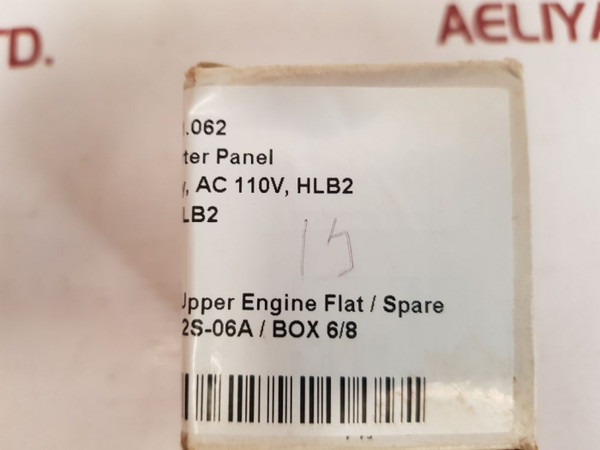 TD.
AELIYA
.062
ter Panel
, AC 110V, HLB2
LB2
15
Upper Engine Flat / Spare
2S-06A / BOX 6/8